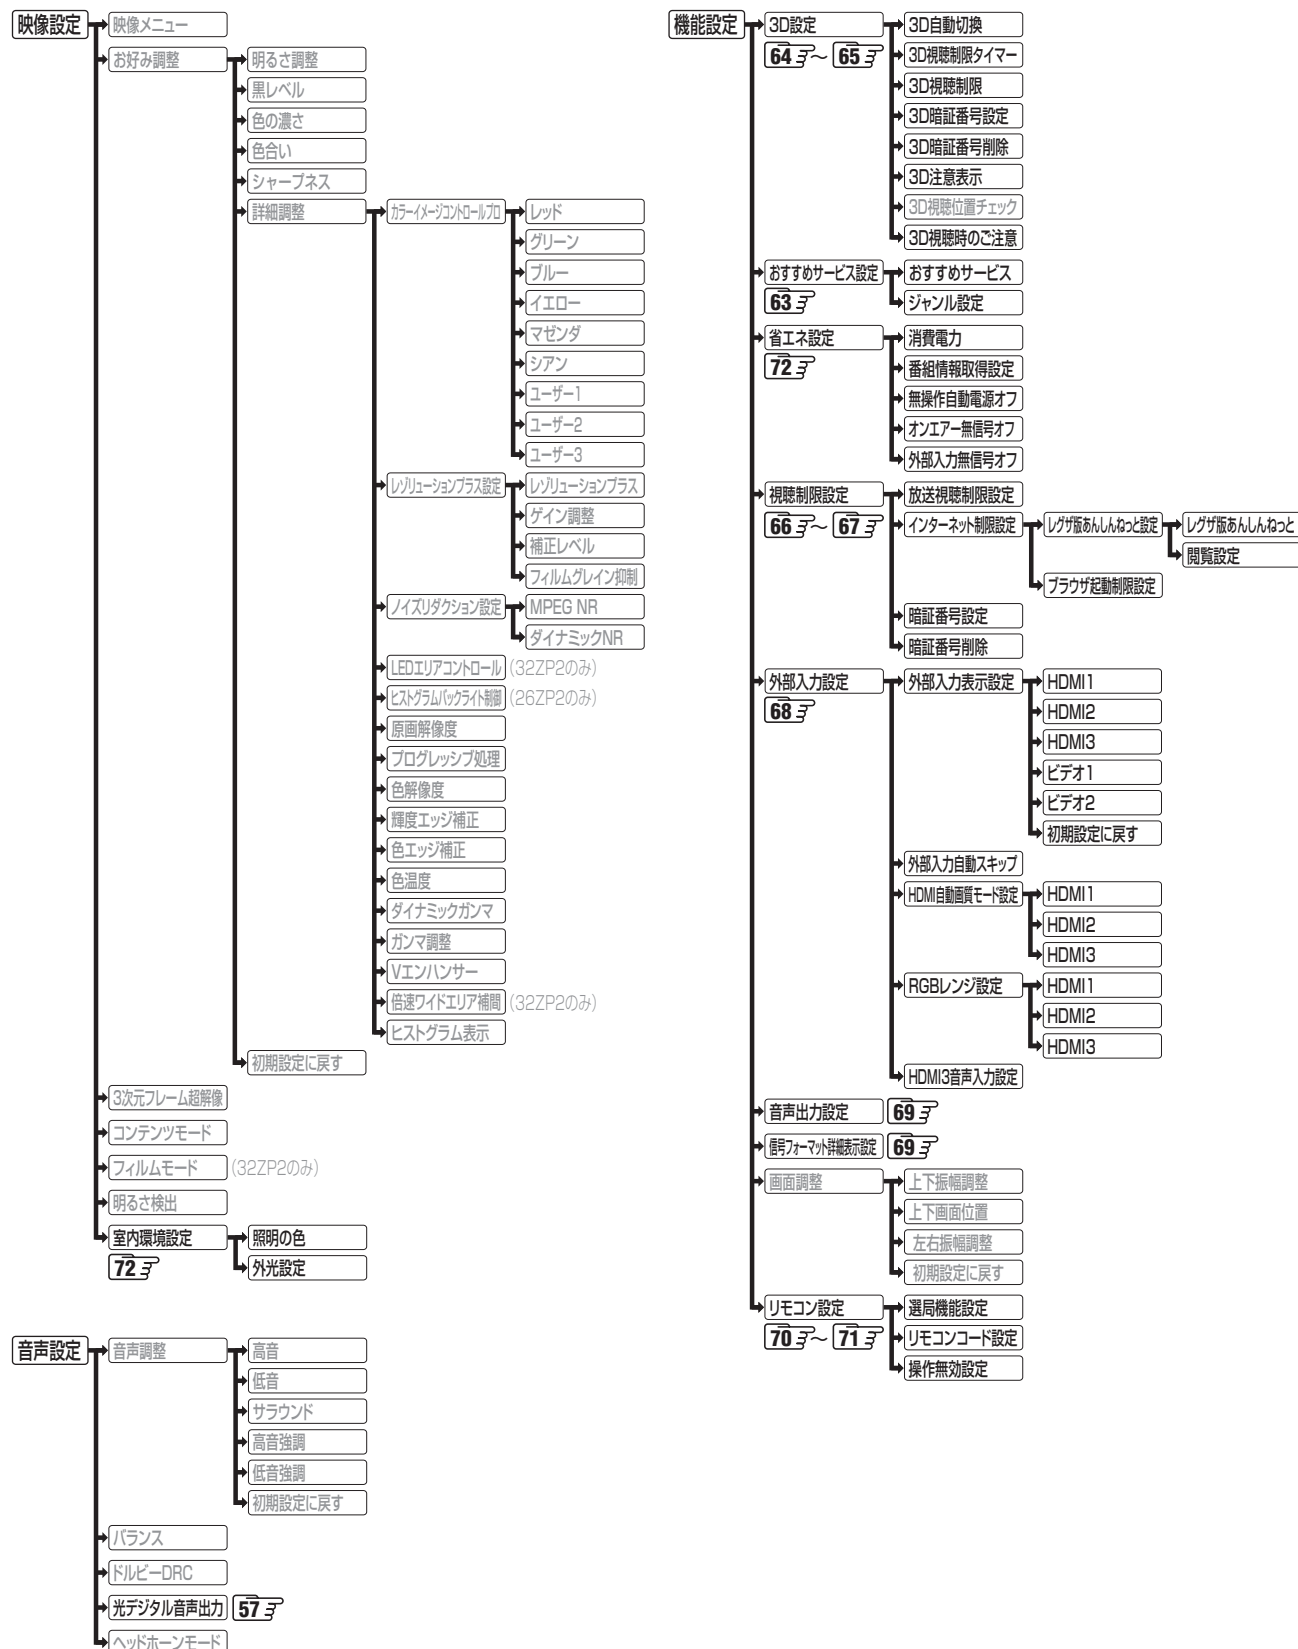 映像設定
映像メニュー
お好み調整
明るさ調整
黒レベル
色の濃さ
色合い
シャープネス
詳細調整
カラーイメージコントロールプロ
レッド
グリーン
ブルー
イエロー
マゼンダ
シアン
ユーザー1
ユーザー2
ユーザー3
レゾリューションプラス設定
レゾリューションプラス
ゲイン調整
補正レベル
フィルムグレイン抑制
ノイズリダクション設定
MPEG NR
ダイナミックNR
LEDエリアコントロール (32ZP2のみ)
ヒストグラムバックライト制御 (26ZP2のみ)
原画解像度
プログレッシブ処理
色解像度
輝度エッジ補正
色エッジ補正
色温度
ダイナミックガンマ
ガンマ調整
Vエンハンサー
倍速ワイドエリア補間 (32ZP2のみ)
ヒストグラム表示
初期設定に戻す
3次元フレーム超解像
コンテンツモード
フィルムモード (32ZP2のみ)
明るさ検出
室内環境設定
72
照明の色
外光設定
音声設定
音声調整
高音
低音
サラウンド
高音強調
低音強調
初期設定に戻す
バランス
ドルビーDRC
光デジタル音声出力 57
ヘッドホーンモード
機能設定
3D設定
64 ～ 65
3D自動切換
3D視聴制限タイマー
3D視聴制限
3D暗証番号設定
3D暗証番号削除
3D注意表示
3D視聴位置チェック
3D視聴時のご注意
おすすめサービス設定
63
おすすめサービス
ジャンル設定
省エネ設定
72
消費電力
番組情報取得設定
無操作自動電源オフ
オンエアー無信号オフ
外部入力無信号オフ
視聴制限設定
66 ～ 67
放送視聴制限設定
インターネット制限設定
レグザ版あんしんねっと設定
レグザ版あんしんねっと
閲覧設定
ブラウザ起動制限設定
暗証番号設定
暗証番号削除
外部入力設定
68
外部入力表示設定
HDMI1
HDMI2
HDMI3
ビデオ1
ビデオ2
初期設定に戻す
外部入力自動スキップ
HDMI自動画質モード設定
HDMI1
HDMI2
HDMI3
RGBレンジ設定
HDMI1
HDMI2
HDMI3
HDMI3音声入力設定
音声出力設定 69
信号フォーマット詳細表示設定 69
画面調整
上下振幅調整
上下画面位置
左右振幅調整
初期設定に戻す
リモコン設定
70 ～ 71
選局機能設定
リモコンコード設定
操作無効設定